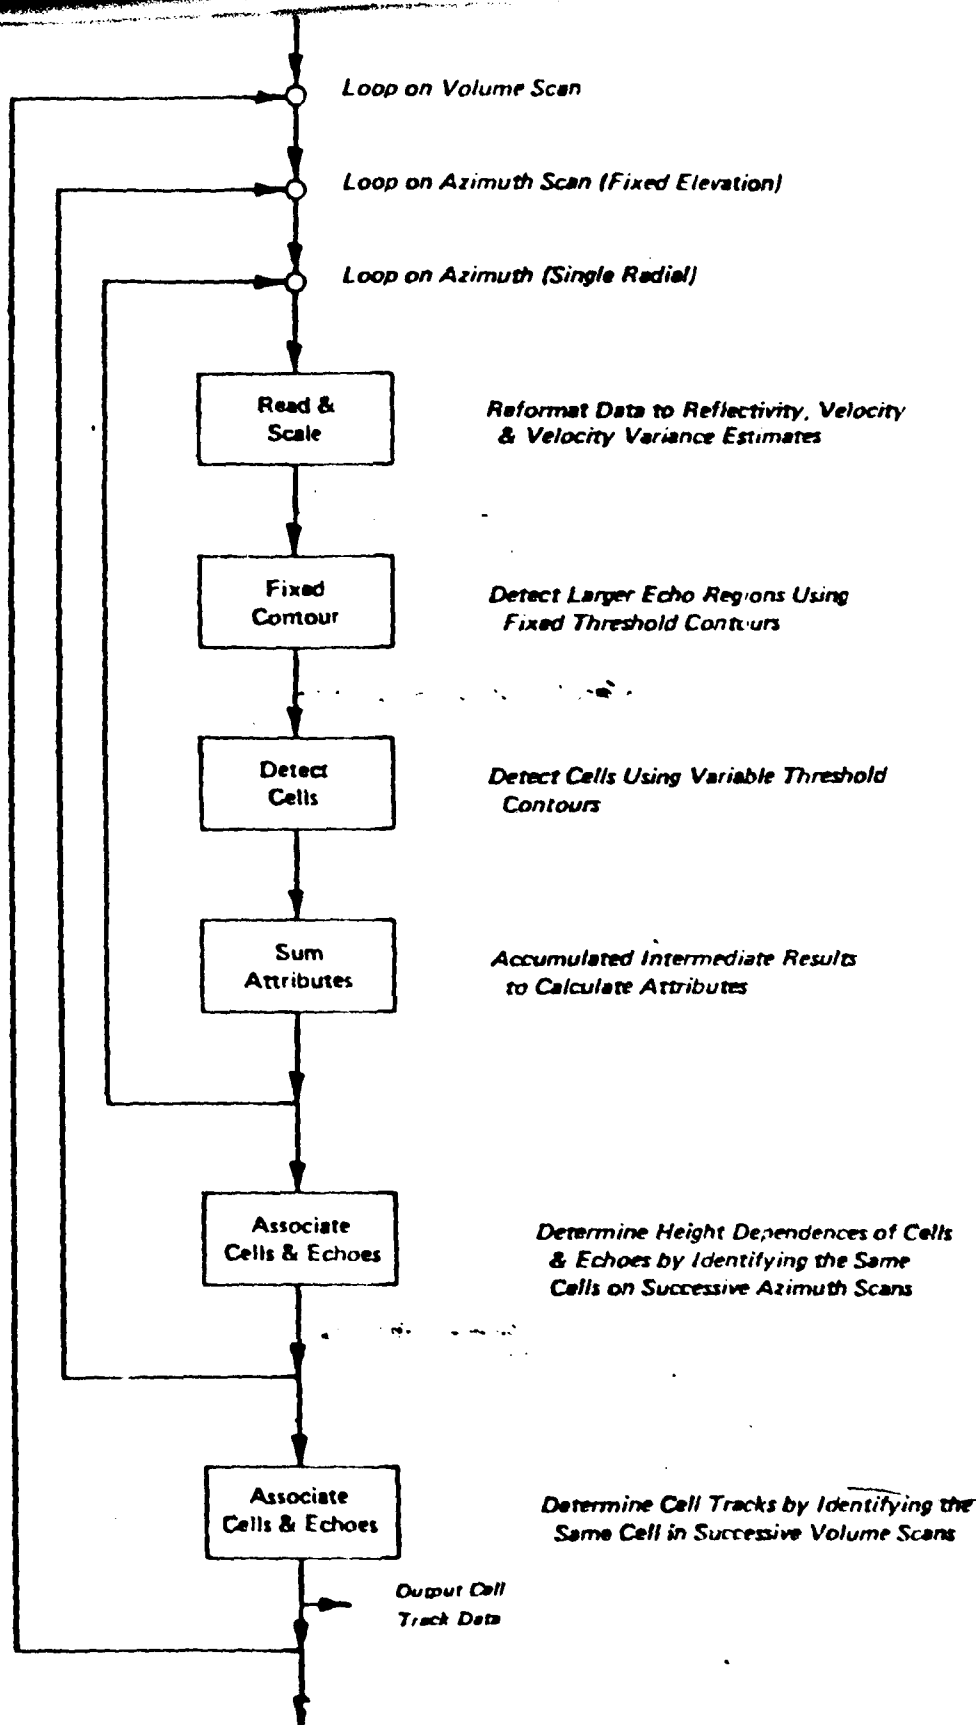 Loop on Volume Scan
Loop on Azimuth Scan (Fixed Elevation)
Loop on Azimuth (Single Radial)
Read &
Scale
Reformat Data to Reflectivity, Velocity
& Velocity Variance Estimates
Fixed
Contour
Detect Larger Echo Regions Using
Fixed Threshold Contours
Detect
Cells
Detect Cells Using Variable Threshold
Contours
Sum
Attributes
Accumulated Intermediate Results
to Calculate Attributes
Associate
Cells & Echoes
Determine Height Dependences of Cells
& Echoes by Identifying the Same
Cells on Successive Azimuth Scans
Associate
Cells & Echoes
Determine Cell Tracks by Identifying the
Same Cell in Successive Volume Scans
Output Cell
Track Data